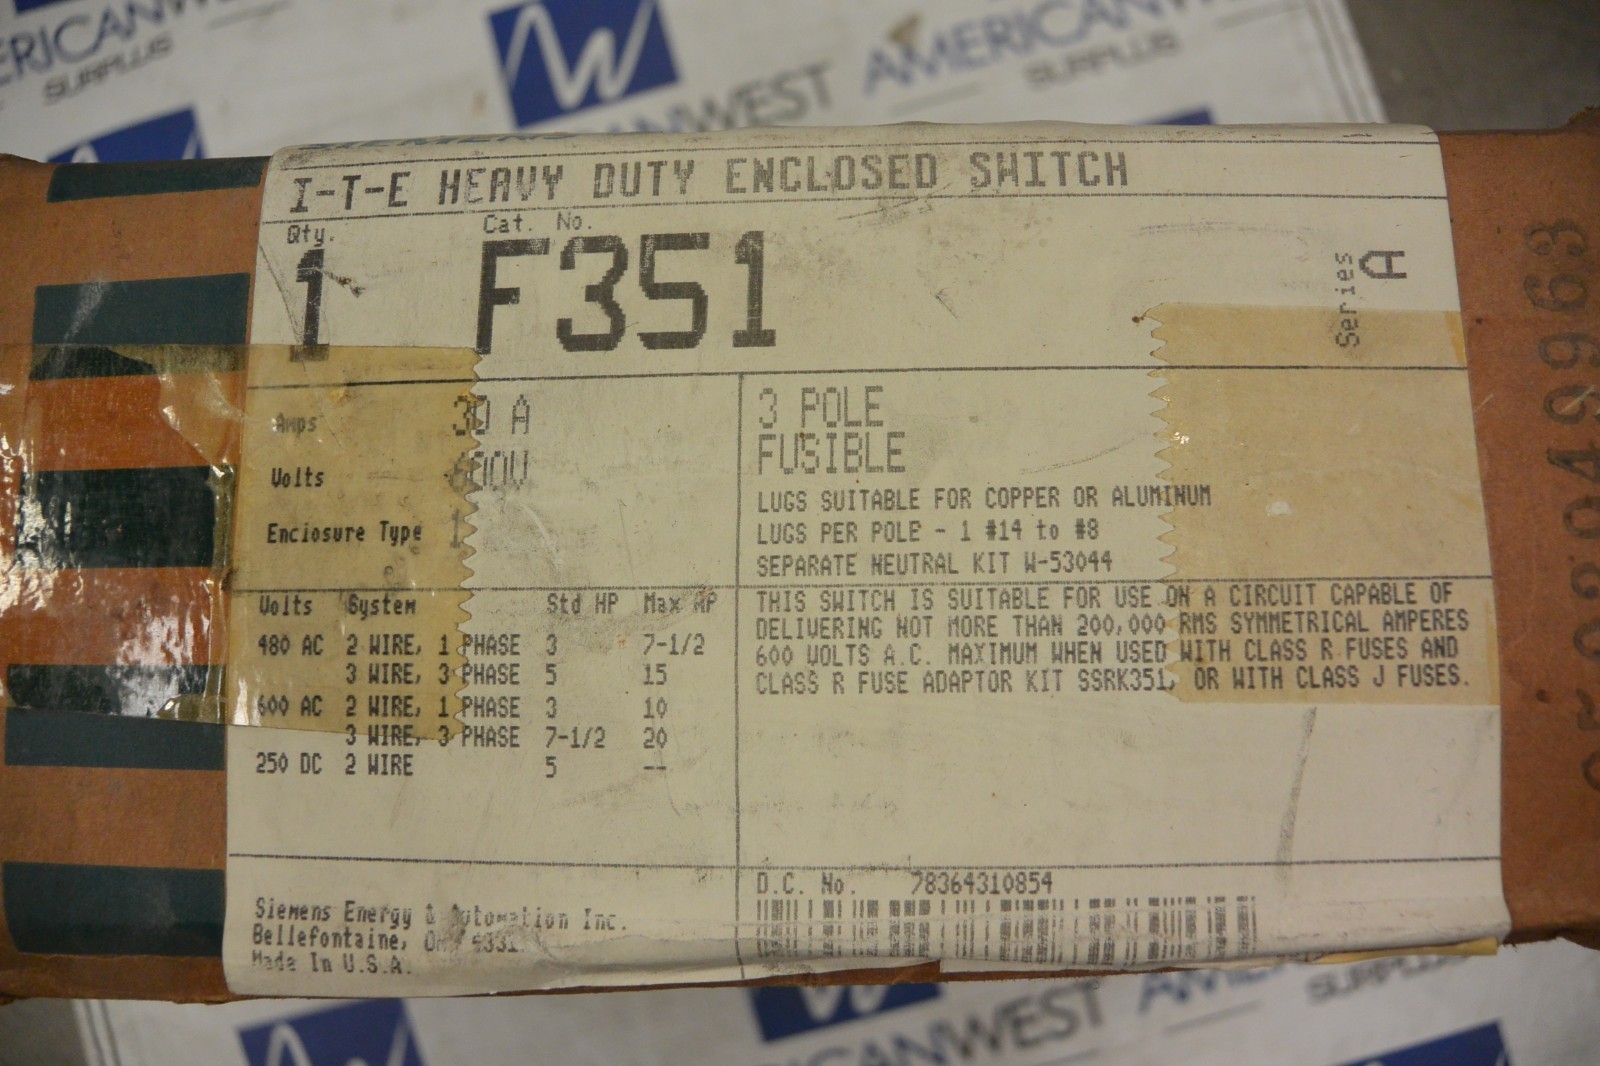 AMERICANWEST
SURPLUS
I-T-E HEAVY DUTY ENCLOSED SWITCH
Qty. Cat. No.
1 F351
Series A
Amps 30 A
Volts 600V
Enclosure Type 1
3 POLE
FUSIBLE
LUGS SUITABLE FOR COPPER OR ALUMINUM
LUGS PER POLE - 1 #14 to #8
SEPARATE NEUTRAL KIT W-53044
Volts System Std HP Max HP
480 AC 2 WIRE, 1 PHASE 3 7-1/2
3 WIRE, 3 PHASE 5 15
600 AC 2 WIRE, 1 PHASE 3 10
3 WIRE, 3 PHASE 7-1/2 20
250 DC 2 WIRE 5 --
THIS SWITCH IS SUITABLE FOR USE ON A CIRCUIT CAPABLE OF
DELIVERING NOT MORE THAN 200,000 RMS SYMMETRICAL AMPERES
600 VOLTS A.C. MAXIMUM WHEN USED WITH CLASS R FUSES AND
CLASS R FUSE ADAPTOR KIT SSRK351, OR WITH CLASS J FUSES.
D.C. No. 78364310854
Siemens Energy & Automation Inc.
Bellefontaine,
Made In U.S.A.